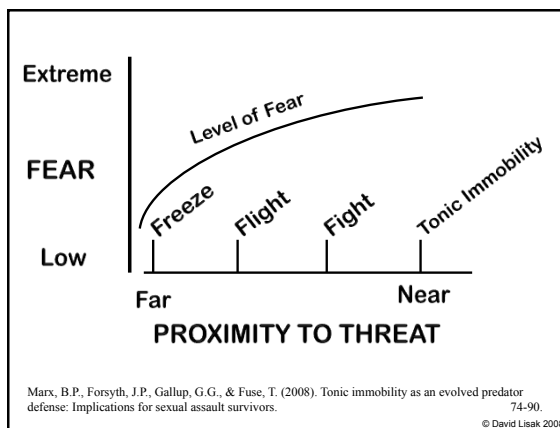 Extreme
Level of Fear
FEAR
Freeze
Flight
Fight
Tonic Immobility
Low
Far
Near
PROXIMITY TO THREAT
Marx, B.P., Forsyth, J.P., Gallup, G.G., & Fuse, T. (2008). Tonic immobility as an evolved predator
defense: Implications for sexual assault survivors. 74-90.
© David Lisak 2008